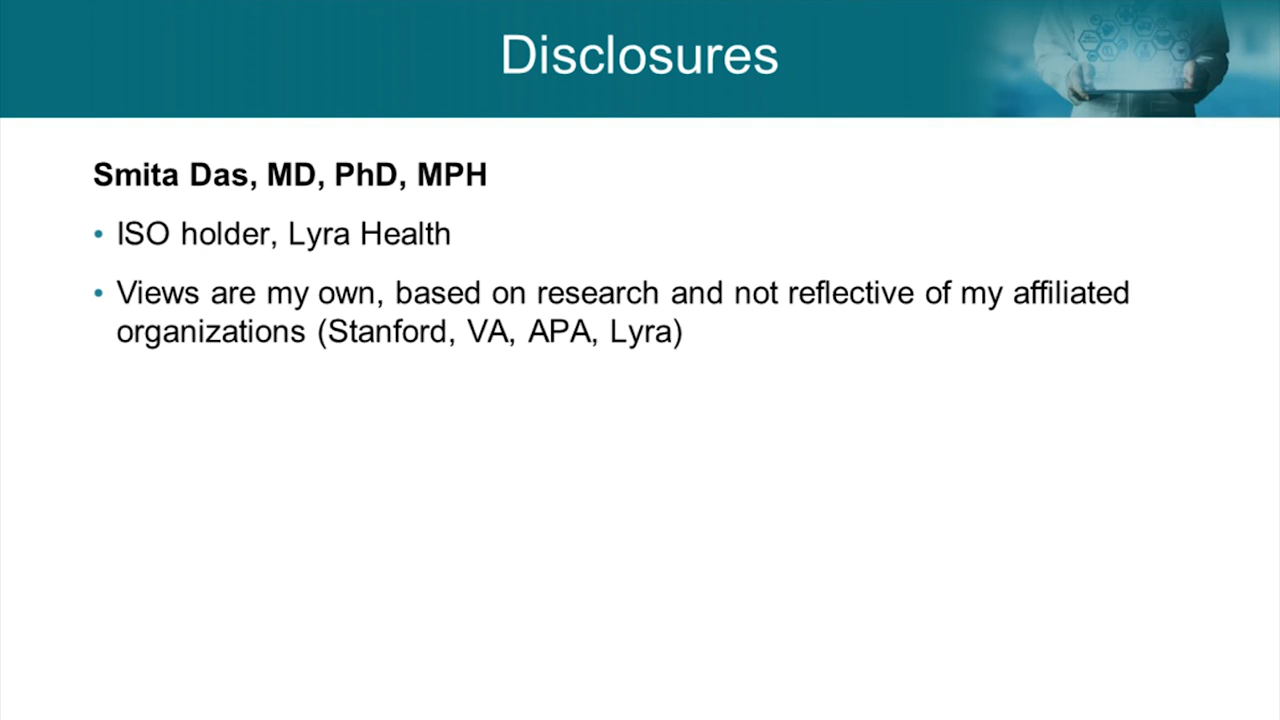 Disclosures
Smita Das, MD, PhD, MPH
• ISO holder, Lyra Health
• Views are my own, based on research and not reflective of my affiliated
organizations (Stanford, VA, APA, Lyra)